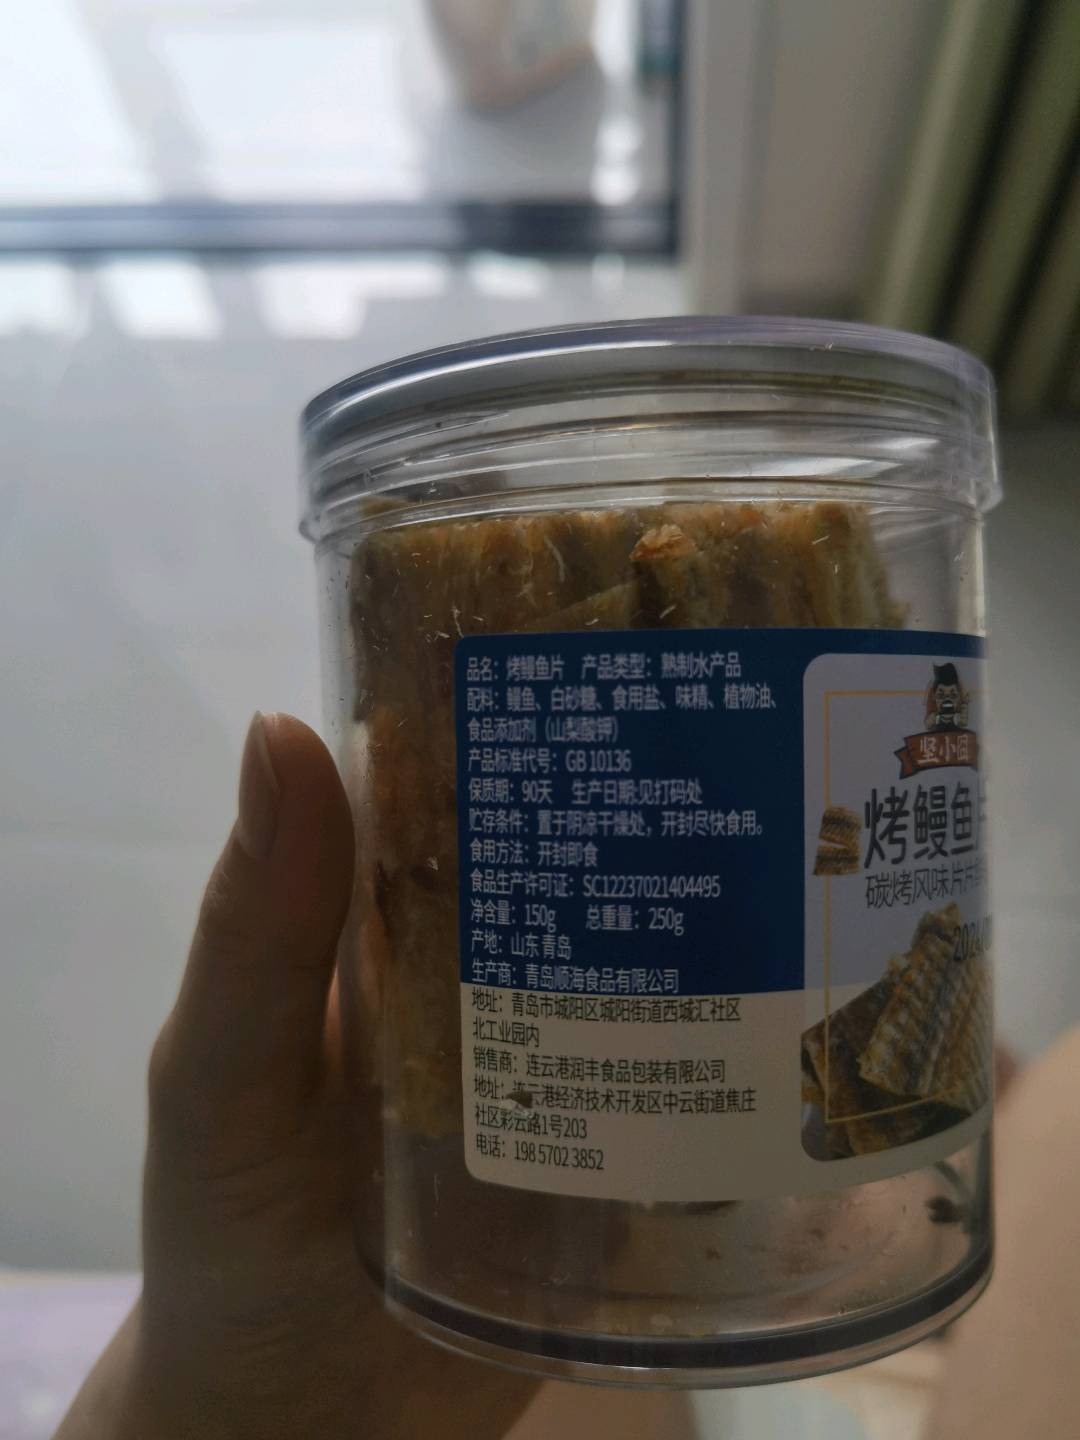 品名：烤鳗鱼片 产品类型：熟制水产品
配料：鳗鱼、白砂糖、食用盐、味精、植物油、
食品添加剂（山梨酸钾）
产品标准代号：GB 10136
保质期：90天 生产日期:见打码处
贮存条件：置于阴凉干燥处，开封尽快食用。
食用方法：开封即食
食品生产许可证：SC12237021404495
净含量：150g 总重量：250g
产地：山东 青岛
生产商：青岛顺海食品有限公司
地址：青岛市城阳区城阳街道西城汇社区
北工业园内
销售商：连云港润丰食品包装有限公司
地址：连云港经济技术开发区中云街道焦庄
社区彩云路1号203
电话：198 5702 3852
坚小囧
烤鳗鱼片
碳烤风味 片片
2024/